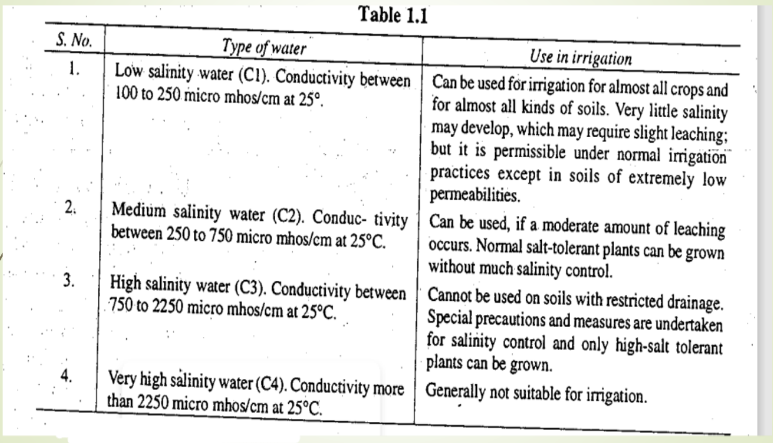 Table 1.1
S. No.
Type of water
Use in irrigation
1.
Low salinity water (C1). Conductivity between
100 to 250 micro mhos/cm at 25°.
Can be used for irrigation for almost all crops and
for almost all kinds of soils. Very little salinity
may develop, which may require slight leaching;
but it is permissible under normal irrigation
practices except in soils of extremely low
permeabilities.
2.
Medium salinity water (C2). Conduc- tivity
between 250 to 750 micro mhos/cm at 25°C.
Can be used, if a moderate amount of leaching
occurs. Normal salt-tolerant plants can be grown
without much salinity control.
3.
High salinity water (C3). Conductivity between
750 to 2250 micro mhos/cm at 25°C.
Cannot be used on soils with restricted drainage.
Special precautions and measures are undertaken
for salinity control and only high-salt tolerant
plants can be grown.
4.
Very high salinity water (C4). Conductivity more
than 2250 micro mhos/cm at 25°C.
Generally not suitable for irrigation.